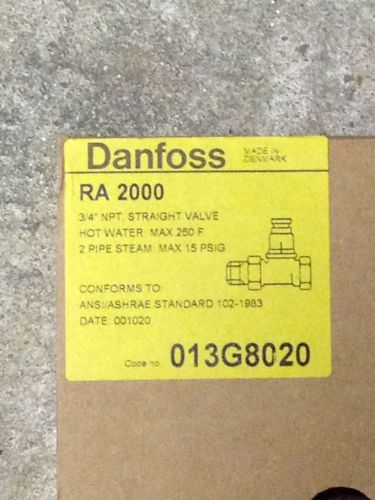 Danfoss
MADE IN
DENMARK
RA 2000
3/4" NPT, STRAIGHT VALVE
HOT WATER: MAX 250 F
2 PIPE STEAM: MAX 15 PSIG
CONFORMS TO:
ANSI/ASHRAE STANDARD 102-1983
DATE: 001020
Code no. 013G8020